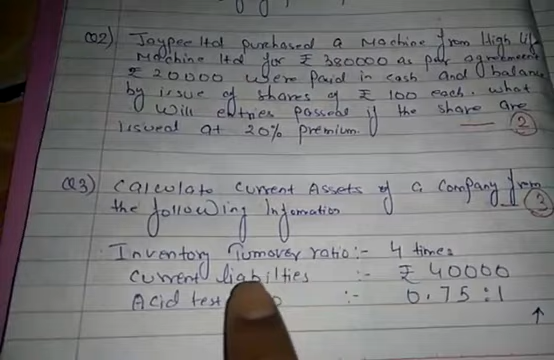 Q2) Jaypee ltd purchased a Machine from High life
Machine ltd for ₹ 380000 as per agreement
₹ 20000 were paid in cash and balance
by issue of shares of ₹ 100 each. what
will entries passed if the share are
issued at 20% premium. 2
Q3) Calculate Current Assets of a Company from
the following Information 3
Inventory Turnover ratio:- 4 times
Current liabilties :- ₹ 40000
Acid test :- 0.75 : 1